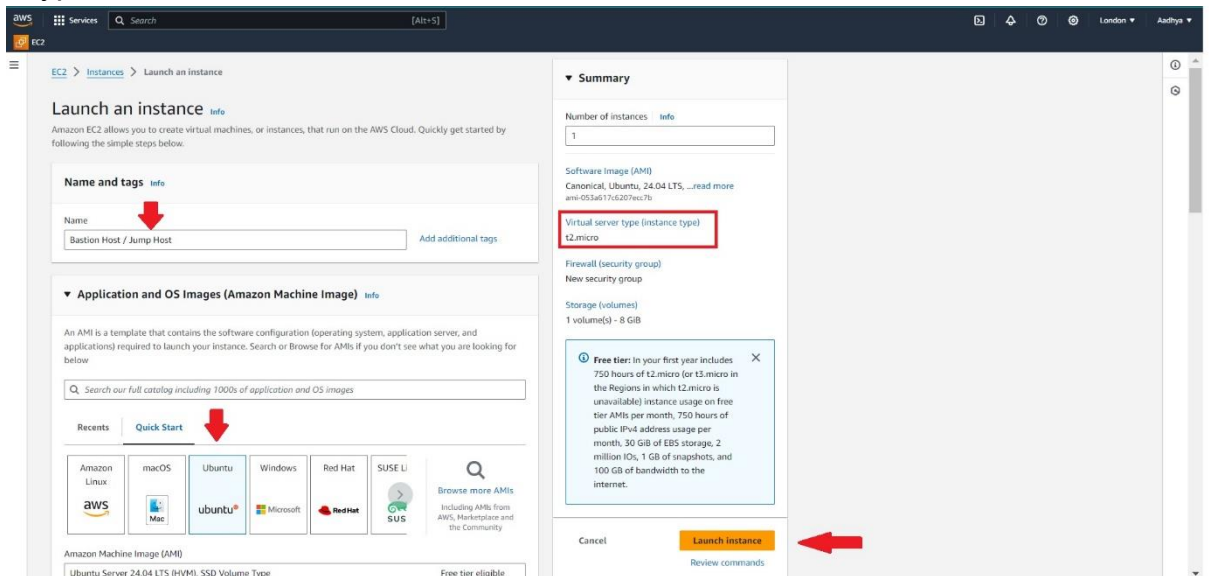 aws
Services
Search
[Alt+S]
London ▼
Aadhya ▼
EC2
EC2 > Instances > Launch an instance
Launch an instance Info
Amazon EC2 allows you to create virtual machines, or instances, that run on the AWS Cloud. Quickly get started by
following the simple steps below.
Name and tags Info
Name
Bastion Host / Jump Host
Add additional tags
▼ Application and OS Images (Amazon Machine Image) Info
An AMI is a template that contains the software configuration (operating system, application server, and
applications) required to launch your instance. Search or Browse for AMIs if you don't see what you are looking for
below
Search our full catalog including 1000s of application and OS images
Recents
Quick Start
Amazon
Linux
aws
macOS
Mac
Ubuntu
ubuntu®
Windows
Microsoft
Red Hat
Red Hat
SUSE Li
SUS
Browse more AMIs
Including AMIs from
AWS, Marketplace and
the Community
Amazon Machine Image (AMI)
Ubuntu Server 24.04 LTS (HVM), SSD Volume Type
Free tier eligible
▼ Summary
Number of instances Info
1
Software Image (AMI)
Canonical, Ubuntu, 24.04 LTS, ...read more
ami-053a617c6207ecc7b
Virtual server type (instance type)
t2.micro
Firewall (security group)
New security group
Storage (volumes)
1 volume(s) - 8 GiB
Free tier: In your first year includes
750 hours of t2.micro (or t3.micro in
the Regions in which t2.micro is
unavailable) instance usage on free
tier AMIs per month, 750 hours of
public IPv4 address usage per
month, 30 GiB of EBS storage, 2
million IOs, 1 GB of snapshots, and
100 GB of bandwidth to the
internet.
Cancel
Launch instance
Review commands